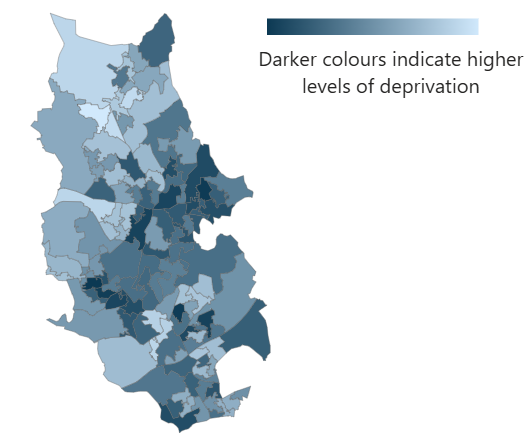 Darker colours indicate higher
levels of deprivation